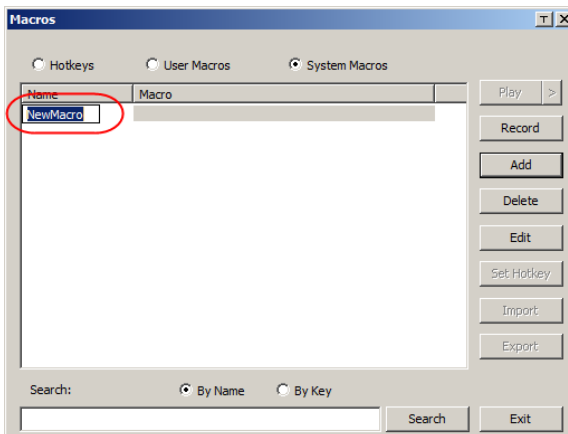 Macros
Hotkeys User Macros System Macros
Name Macro
NewMacro
Play >
Record
Add
Delete
Edit
Set Hotkey
Import
Export
Search: By Name By Key
Search Exit